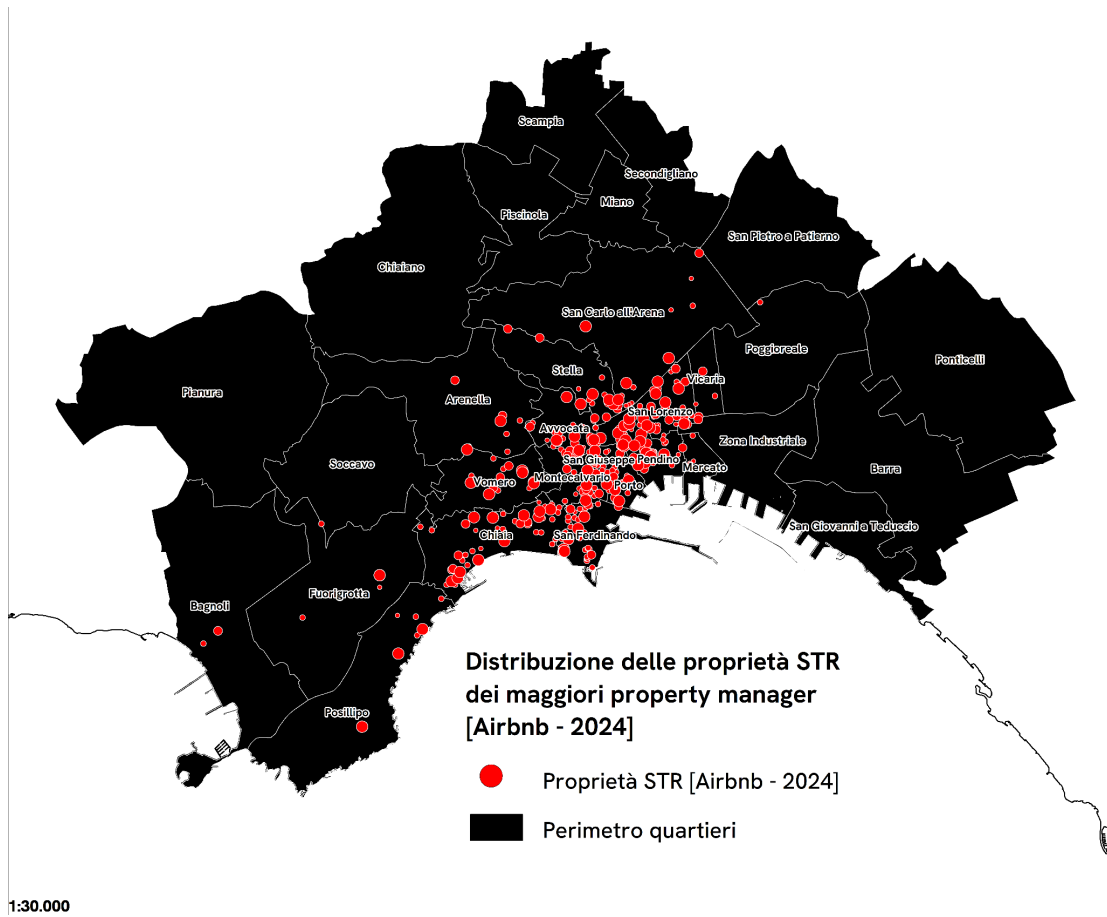 Scampia
Secondigliano
Miano
Piscinola
San Pietro a Patierno
Chiaiano
San Carlo all'Arena
Poggioreale
Ponticelli
Stella
Vicaria
Pianura
Arenella
San Lorenzo
Avvocata
Zona Industriale
Soccavo
San Giuseppe Pendino
Mercato
Barra
Vomero
Montecalvario
Porto
San Giovanni a Teduccio
Chiaia
San Ferdinando
Fuorigrotta
Bagnoli
Posillipo
Distribuzione delle proprietà STR
dei maggiori property manager
[Airbnb - 2024]
Proprietà STR [Airbnb - 2024]
Perimetro quartieri
1:30.000